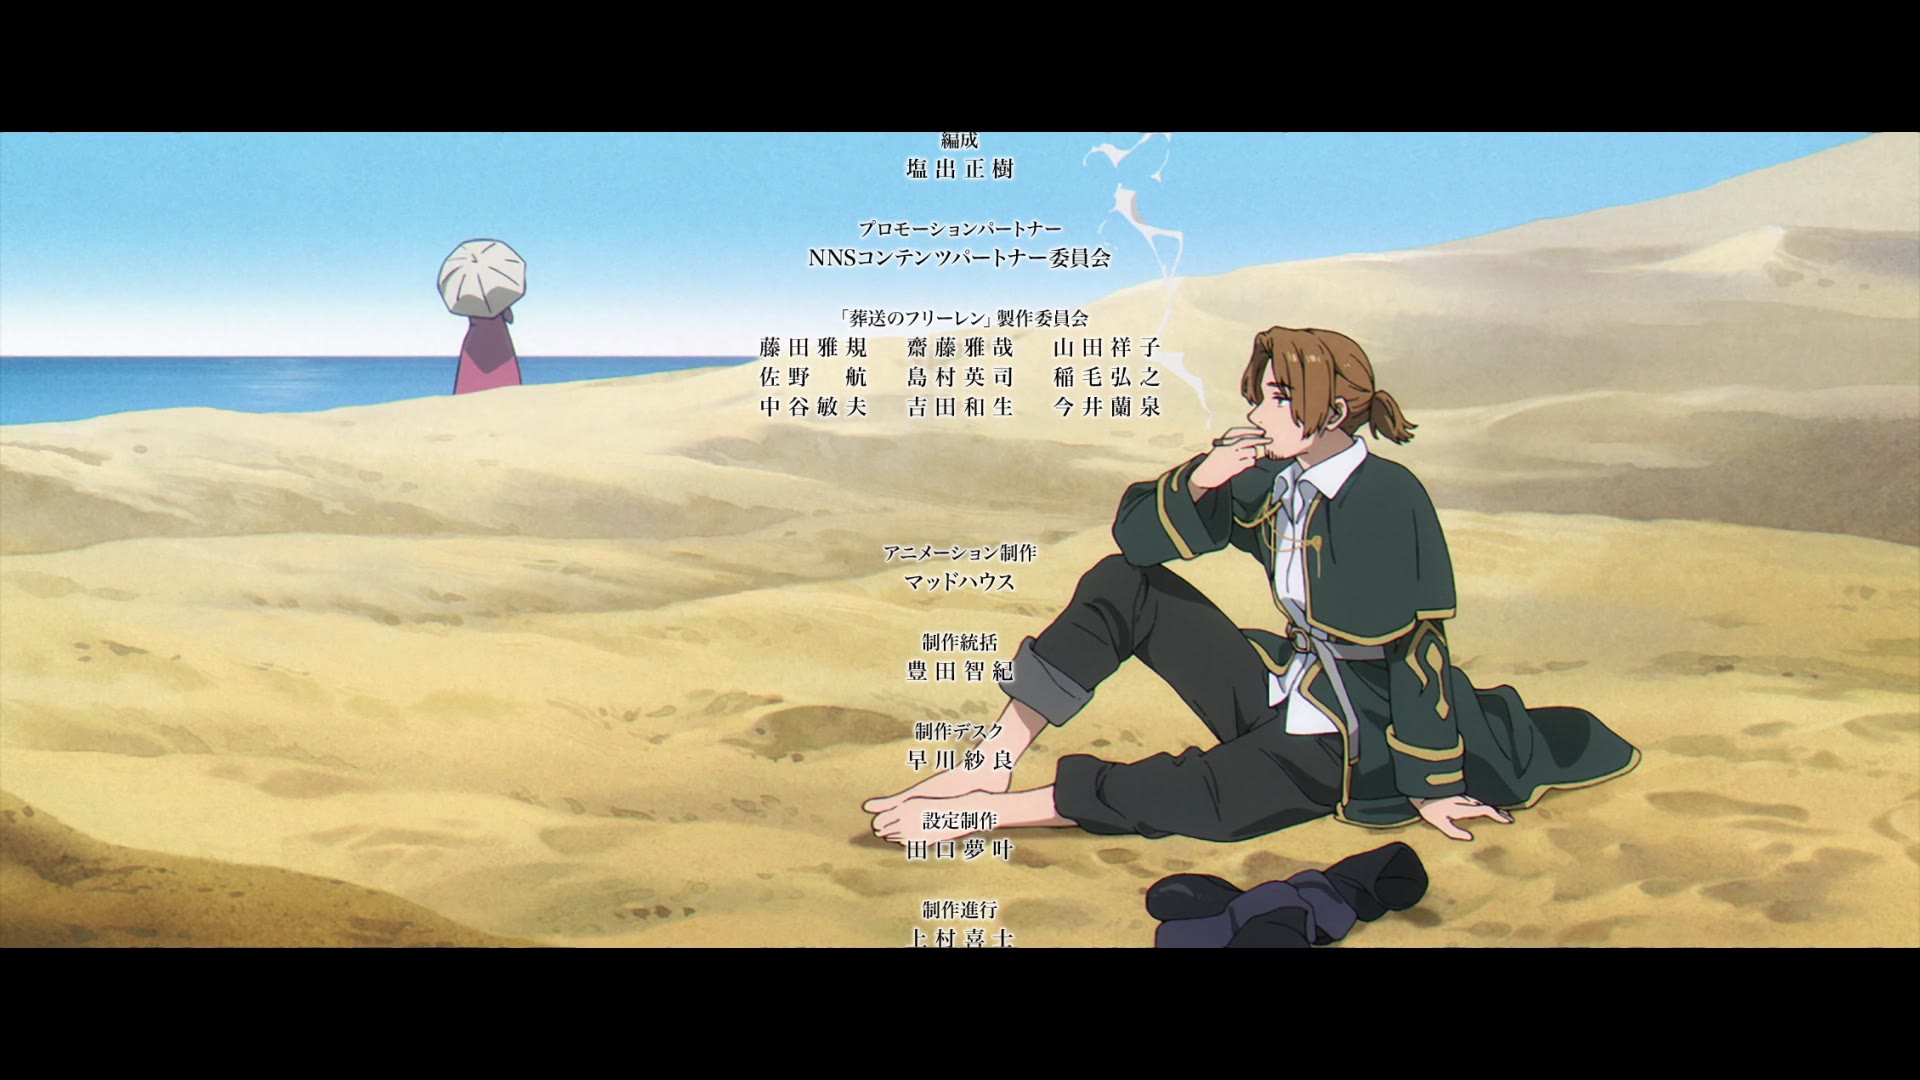 編成
塩出正樹
プロモーションパートナー
NNSコンテンツパートナー委員会
「葬送のフリーレン」製作委員会
藤田雅規 齋藤雅哉 山田祥子
佐野 航 島村英司 稲毛弘之
中谷敏夫 吉田和生 今井蘭泉
アニメーション制作
マッドハウス
制作統括
豊田智紀
制作デスク
早川紗良
設定制作
田口夢叶
制作進行
上村喜士